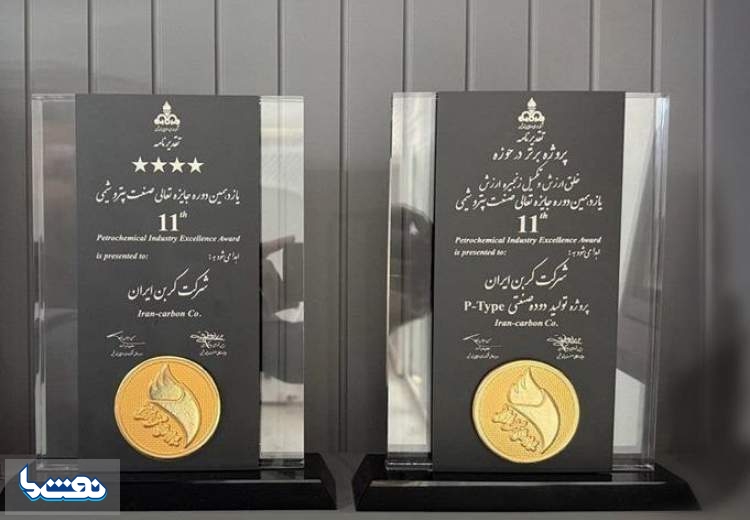 تقدیرنامه
یازدهمین دوره جایزه تعالی صنعت پتروشیمی
11th
Petrochemical Industry Excellence Award
is presented to:
اهدا می‌شود به:
شرکت کربن ایران
Iran-carbon Co.
تقدیرنامه
پروژه برتر در حوزه
خلق ارزش و تکمیل زنجیره ارزش
یازدهمین دوره جایزه تعالی صنعت پتروشیمی
11th
Petrochemical Industry Excellence Award
is presented to:
اهدا می‌شود به:
شرکت کربن ایران
پروژه تولید دوده صنعتی P-Type
Iran-carbon Co.
نقش‌ما